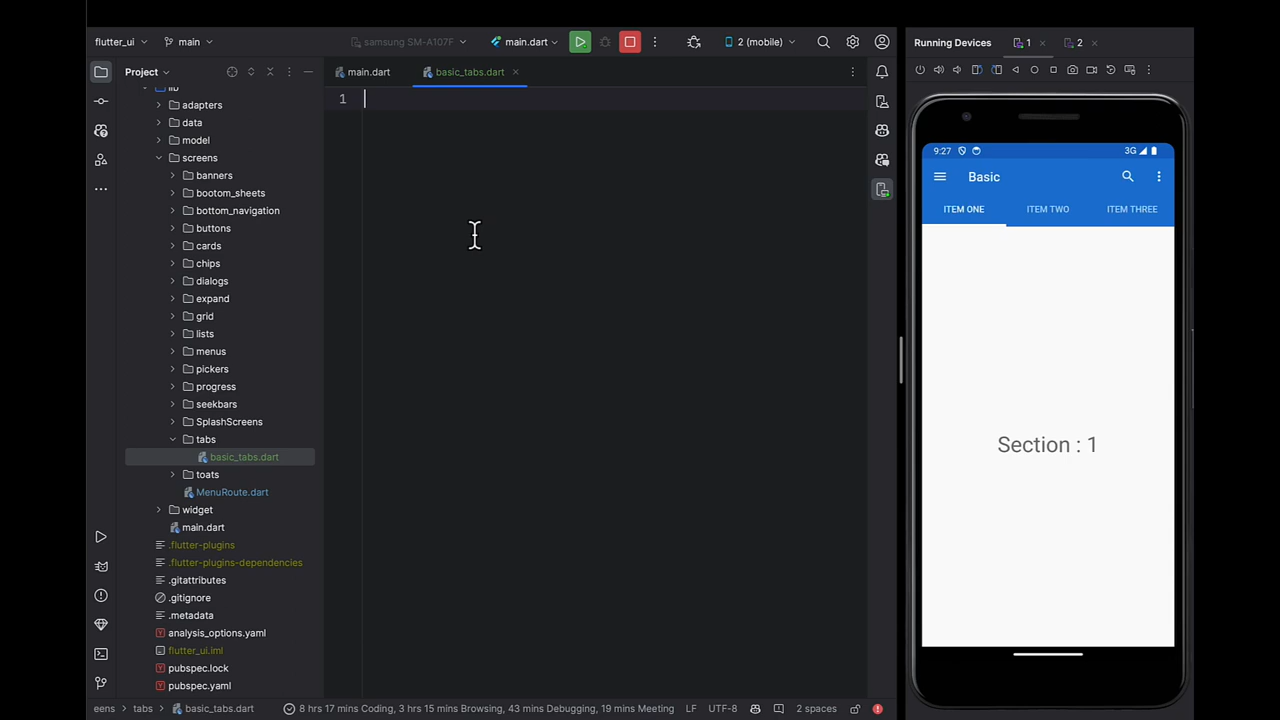 flutter_ui
main
samsung SM-A107F
main.dart
2 (mobile)
Running Devices
1
2
Project
main.dart
basic_tabs.dart
1
lib
adapters
data
model
screens
banners
bootom_sheets
bottom_navigation
buttons
cards
chips
dialogs
expand
grid
lists
menus
pickers
progress
seekbars
SplashScreens
tabs
basic_tabs.dart
toats
MenuRoute.dart
widget
main.dart
.flutter-plugins
.flutter-plugins-dependencies
.gitattributes
.gitignore
.metadata
analysis_options.yaml
flutter_ui.iml
pubspec.lock
pubspec.yaml
9:27
3G
Basic
ITEM ONE
ITEM TWO
ITEM THREE
Section : 1
eens
tabs
basic_tabs.dart
8 hrs 17 mins Coding, 3 hrs 15 mins Browsing, 43 mins Debugging, 19 mins Meeting
LF
UTF-8
2 spaces